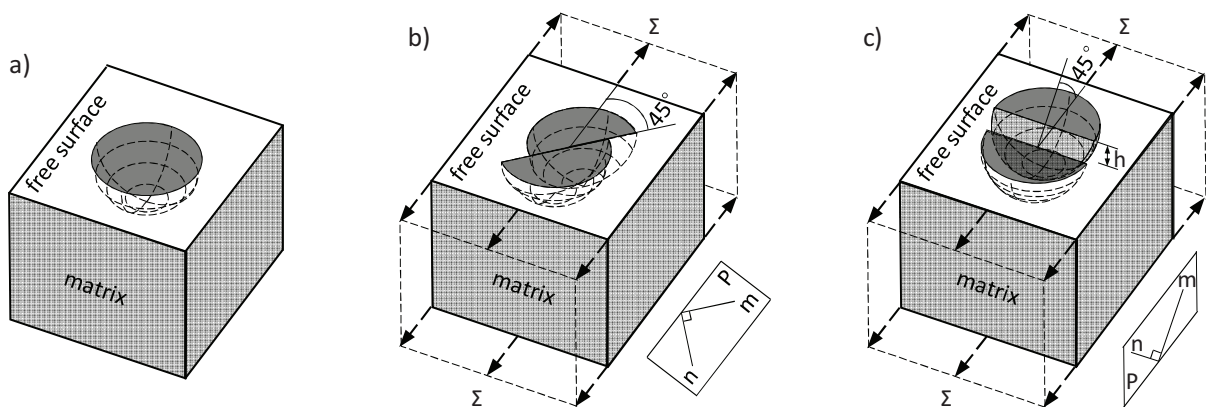 a)
free surface
matrix
b)
Σ
45°
free surface
matrix
P
m
n
Σ
c)
Σ
45°
free surface
h
matrix
m
n
P
Σ